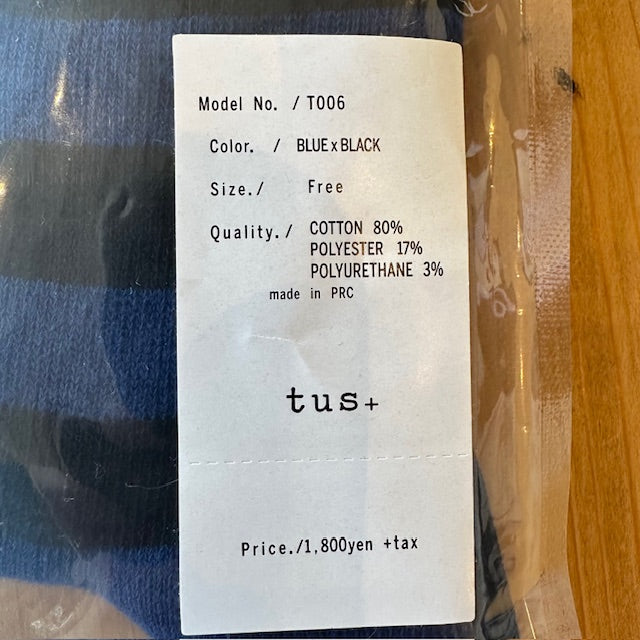 Model No. / T006
Color. / BLUE x BLACK
Size. / Free
Quality. / COTTON 80%
POLYESTER 17%
POLYURETHANE 3%
made in PRC
tus+
Price./1,800yen +tax